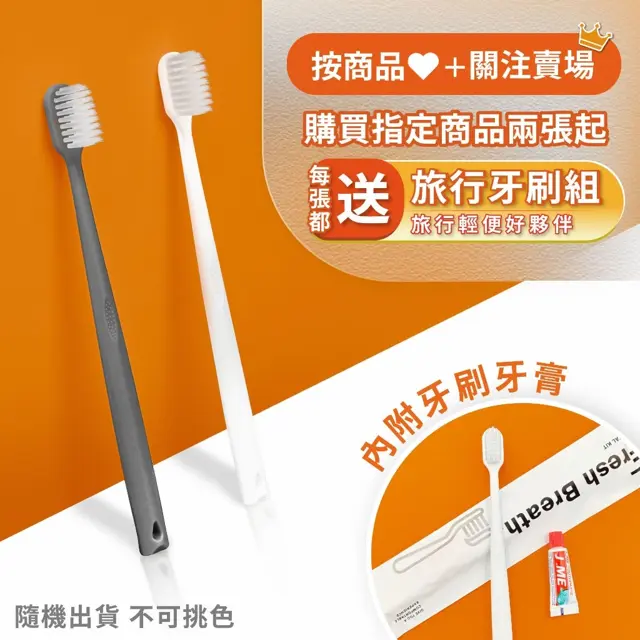 按商品♥+關注賣場
購買指定商品兩張起
每張都
送
旅行牙刷組
旅行輕便好夥伴
內附牙刷牙膏
Fresh Breath
J-ME
隨機出貨 不可挑色